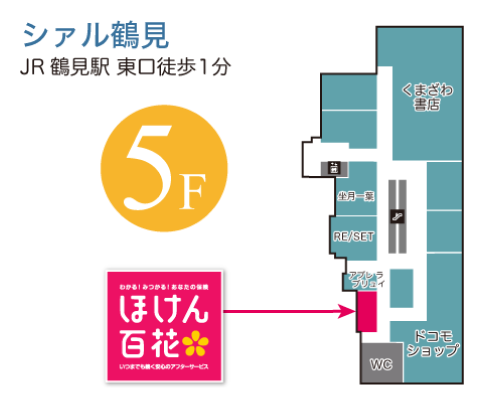 シァル鶴見
JR 鶴見駅 東口徒歩1分
5F
くまざわ
書店
坐月一葉
RE/SET
アプレ・ラ
プリュイ
わかる！みつかる！あなたの保険
ほけん
百花
いつまでも続く安心のアフターサービス
ドコモ
ショップ
WC